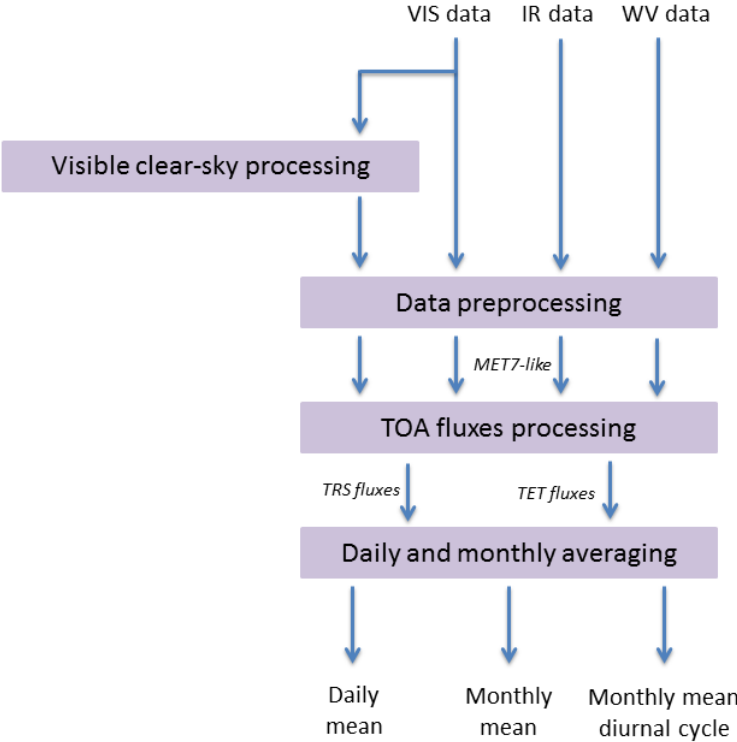 VIS data IR data WV data
Visible clear-sky processing
Data preprocessing
MET7-like
TOA fluxes processing
TRS fluxes TET fluxes
Daily and monthly averaging
Daily Monthly Monthly mean
mean mean diurnal cycle